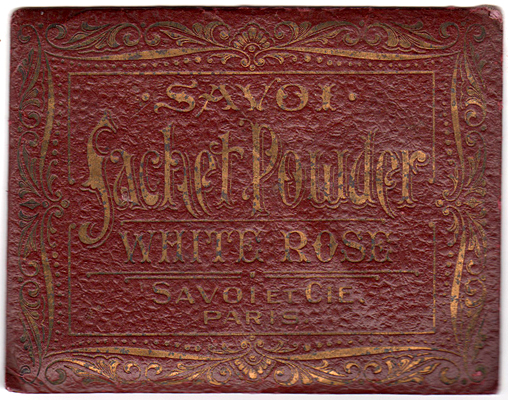 SAVOI
Sachet Powder
WHITE ROSE
SAVOI ET CIE.
PARIS